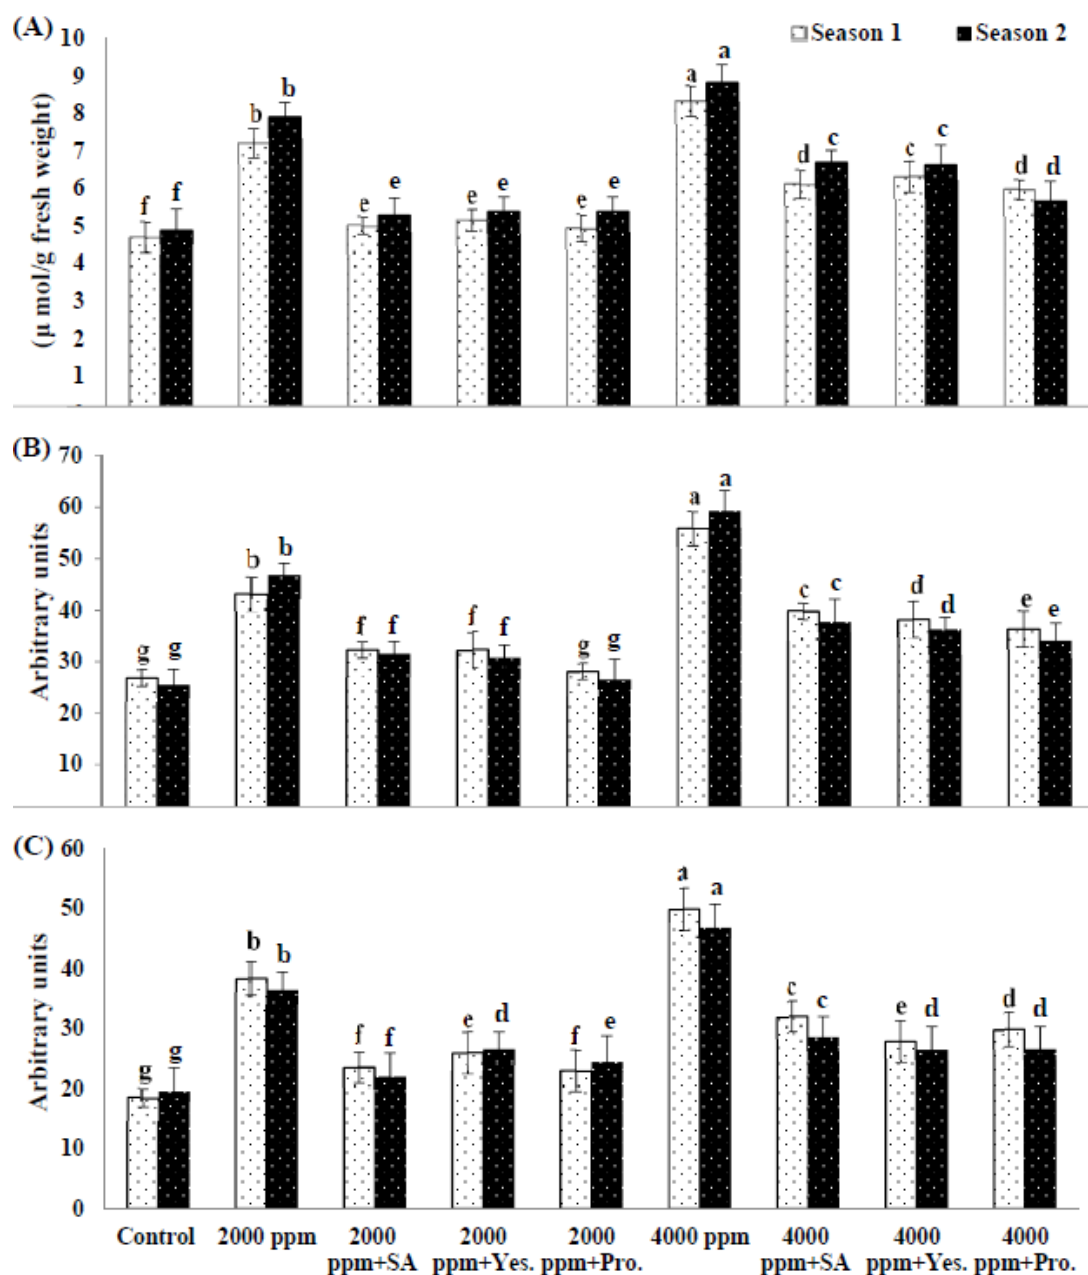 (A)
Season 1 Season 2
(μ mol/g fresh weight)
10
9
8
7
6
5
4
3
2
1
f f b b e e e e e e a a d c c c d d
(B)
Arbitrary units
70
60
50
40
30
20
10
g g b b f f f f g g a a c c d d e e
(C)
Arbitrary units
60
50
40
30
20
10
0
g g b b f f e d f e a a c c e d d d
Control 2000 ppm 2000 2000 2000 4000 ppm 4000 4000 4000
ppm+SA ppm+Yes. ppm+Pro. ppm+SA ppm+Yes. ppm+Pro.